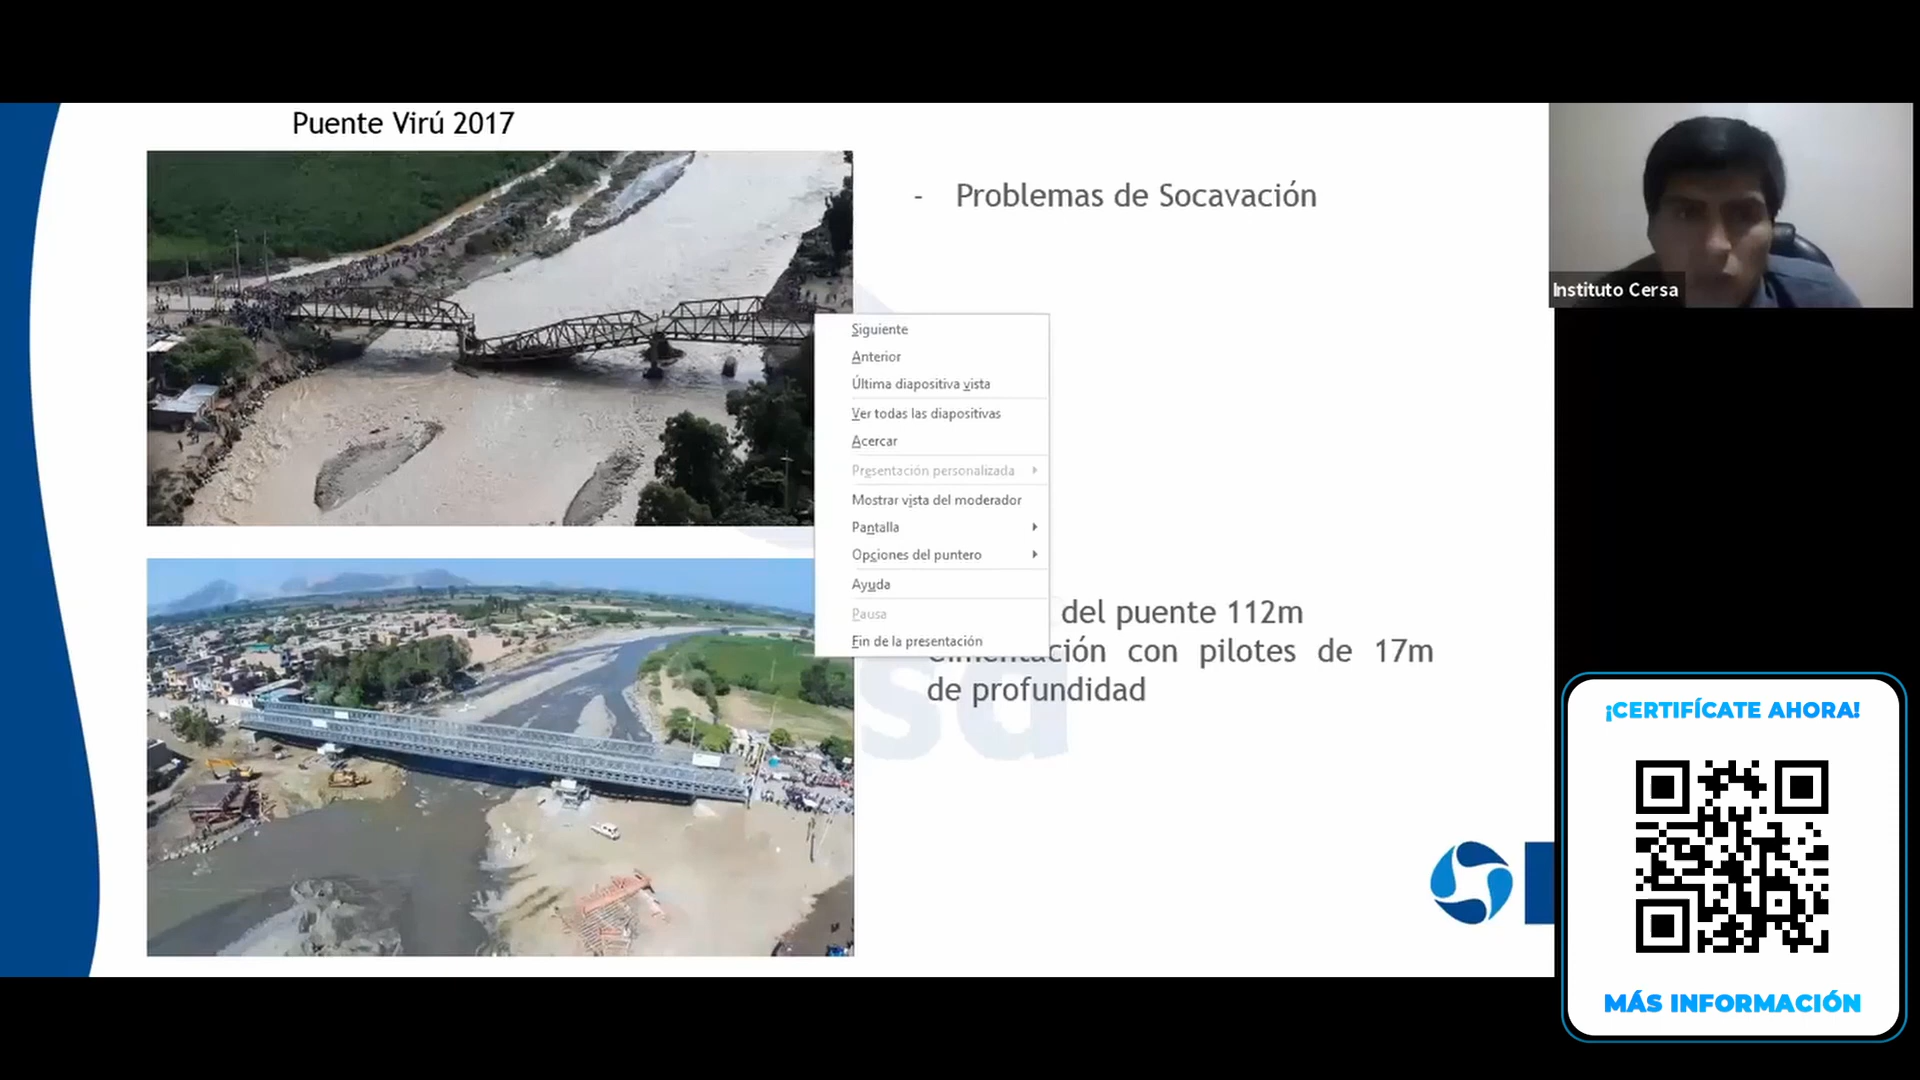 Puente Virú 2017
- Problemas de Socavación
Instituto Cersa
Siguiente
Anterior
Última diapositiva vista
Ver todas las diapositivas
Acercar
Presentación personalizada
Mostrar vista del moderador
Pantalla
Opciones del puntero
Ayuda
Pausa
Fin de la presentación
del puente 112m
Cimentación con pilotes de 17m
de profundidad
sa
¡CERTIFÍCATE AHORA!
MÁS INFORMACIÓN